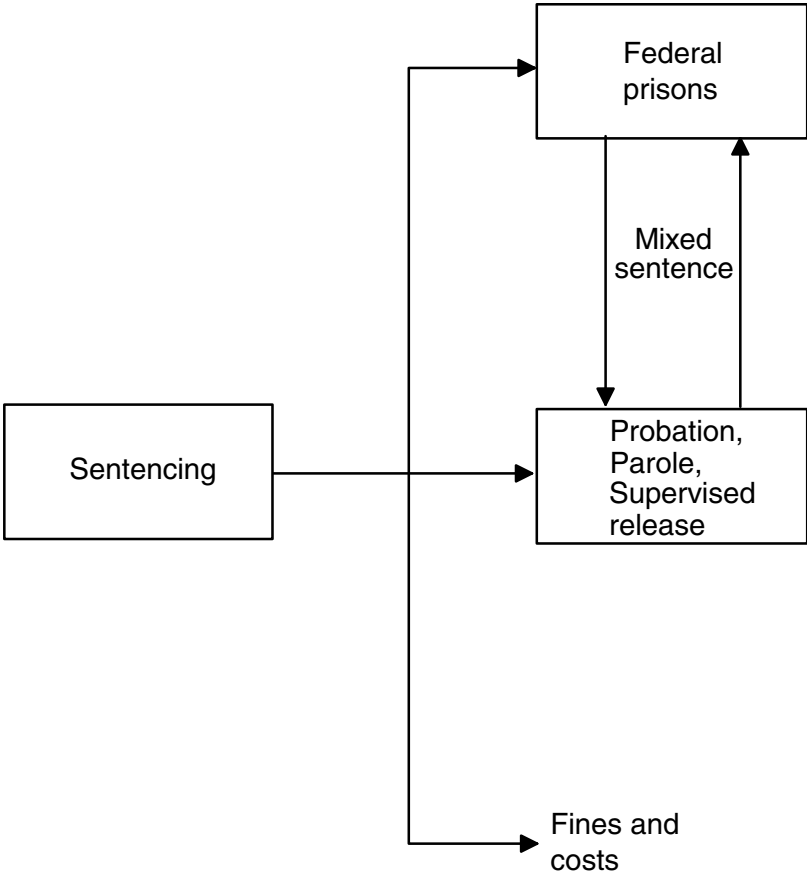 Federal
prisons
Mixed
sentence
Sentencing
Probation,
Parole,
Supervised
release
Fines and
costs